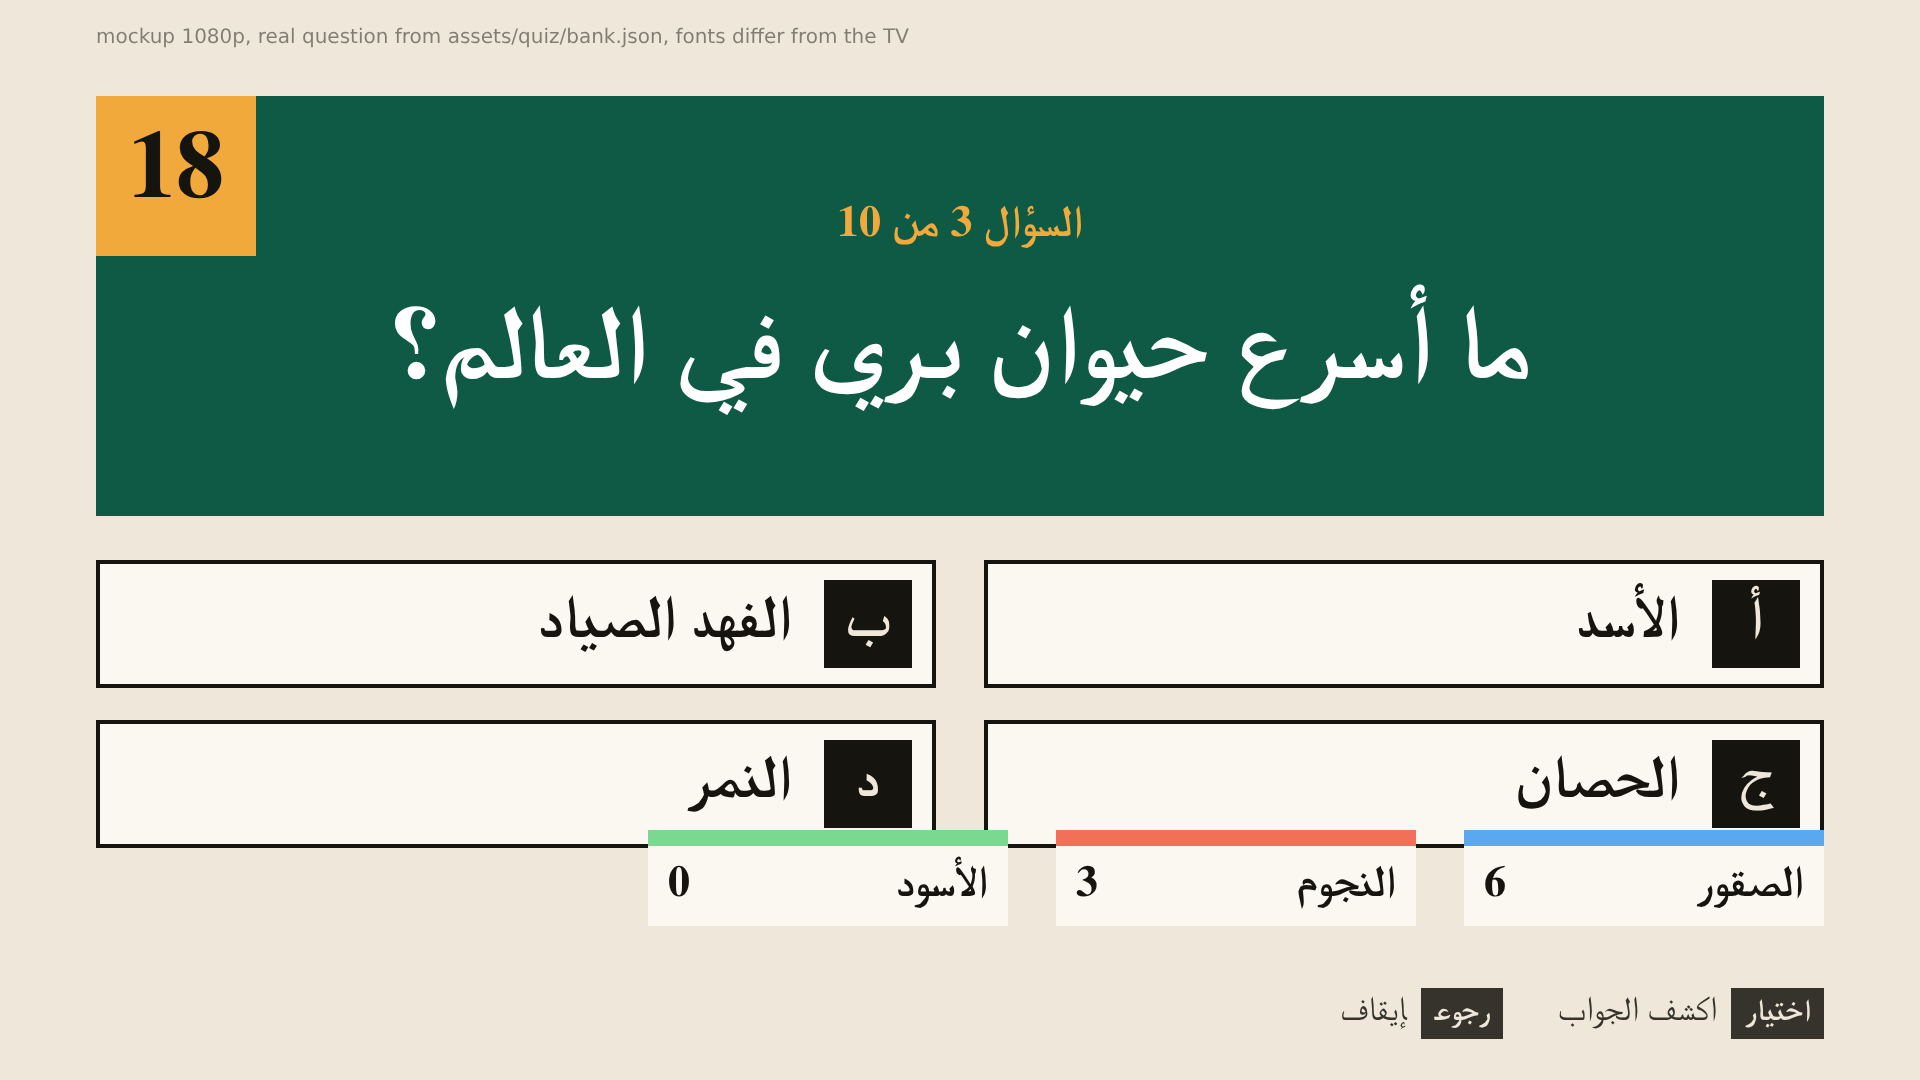 mockup 1080p, real question from assets/quiz/bank.json, fonts differ from the TV
18
السؤال 3 من 10
ما أسرع حيوان بري في العالم؟
أ الأسد
ب الفهد الصياد
ج الحصان
د النمر
الصقور 6
النجوم 3
الأسود 0
اختيار اكشف الجواب رجوع إيقاف